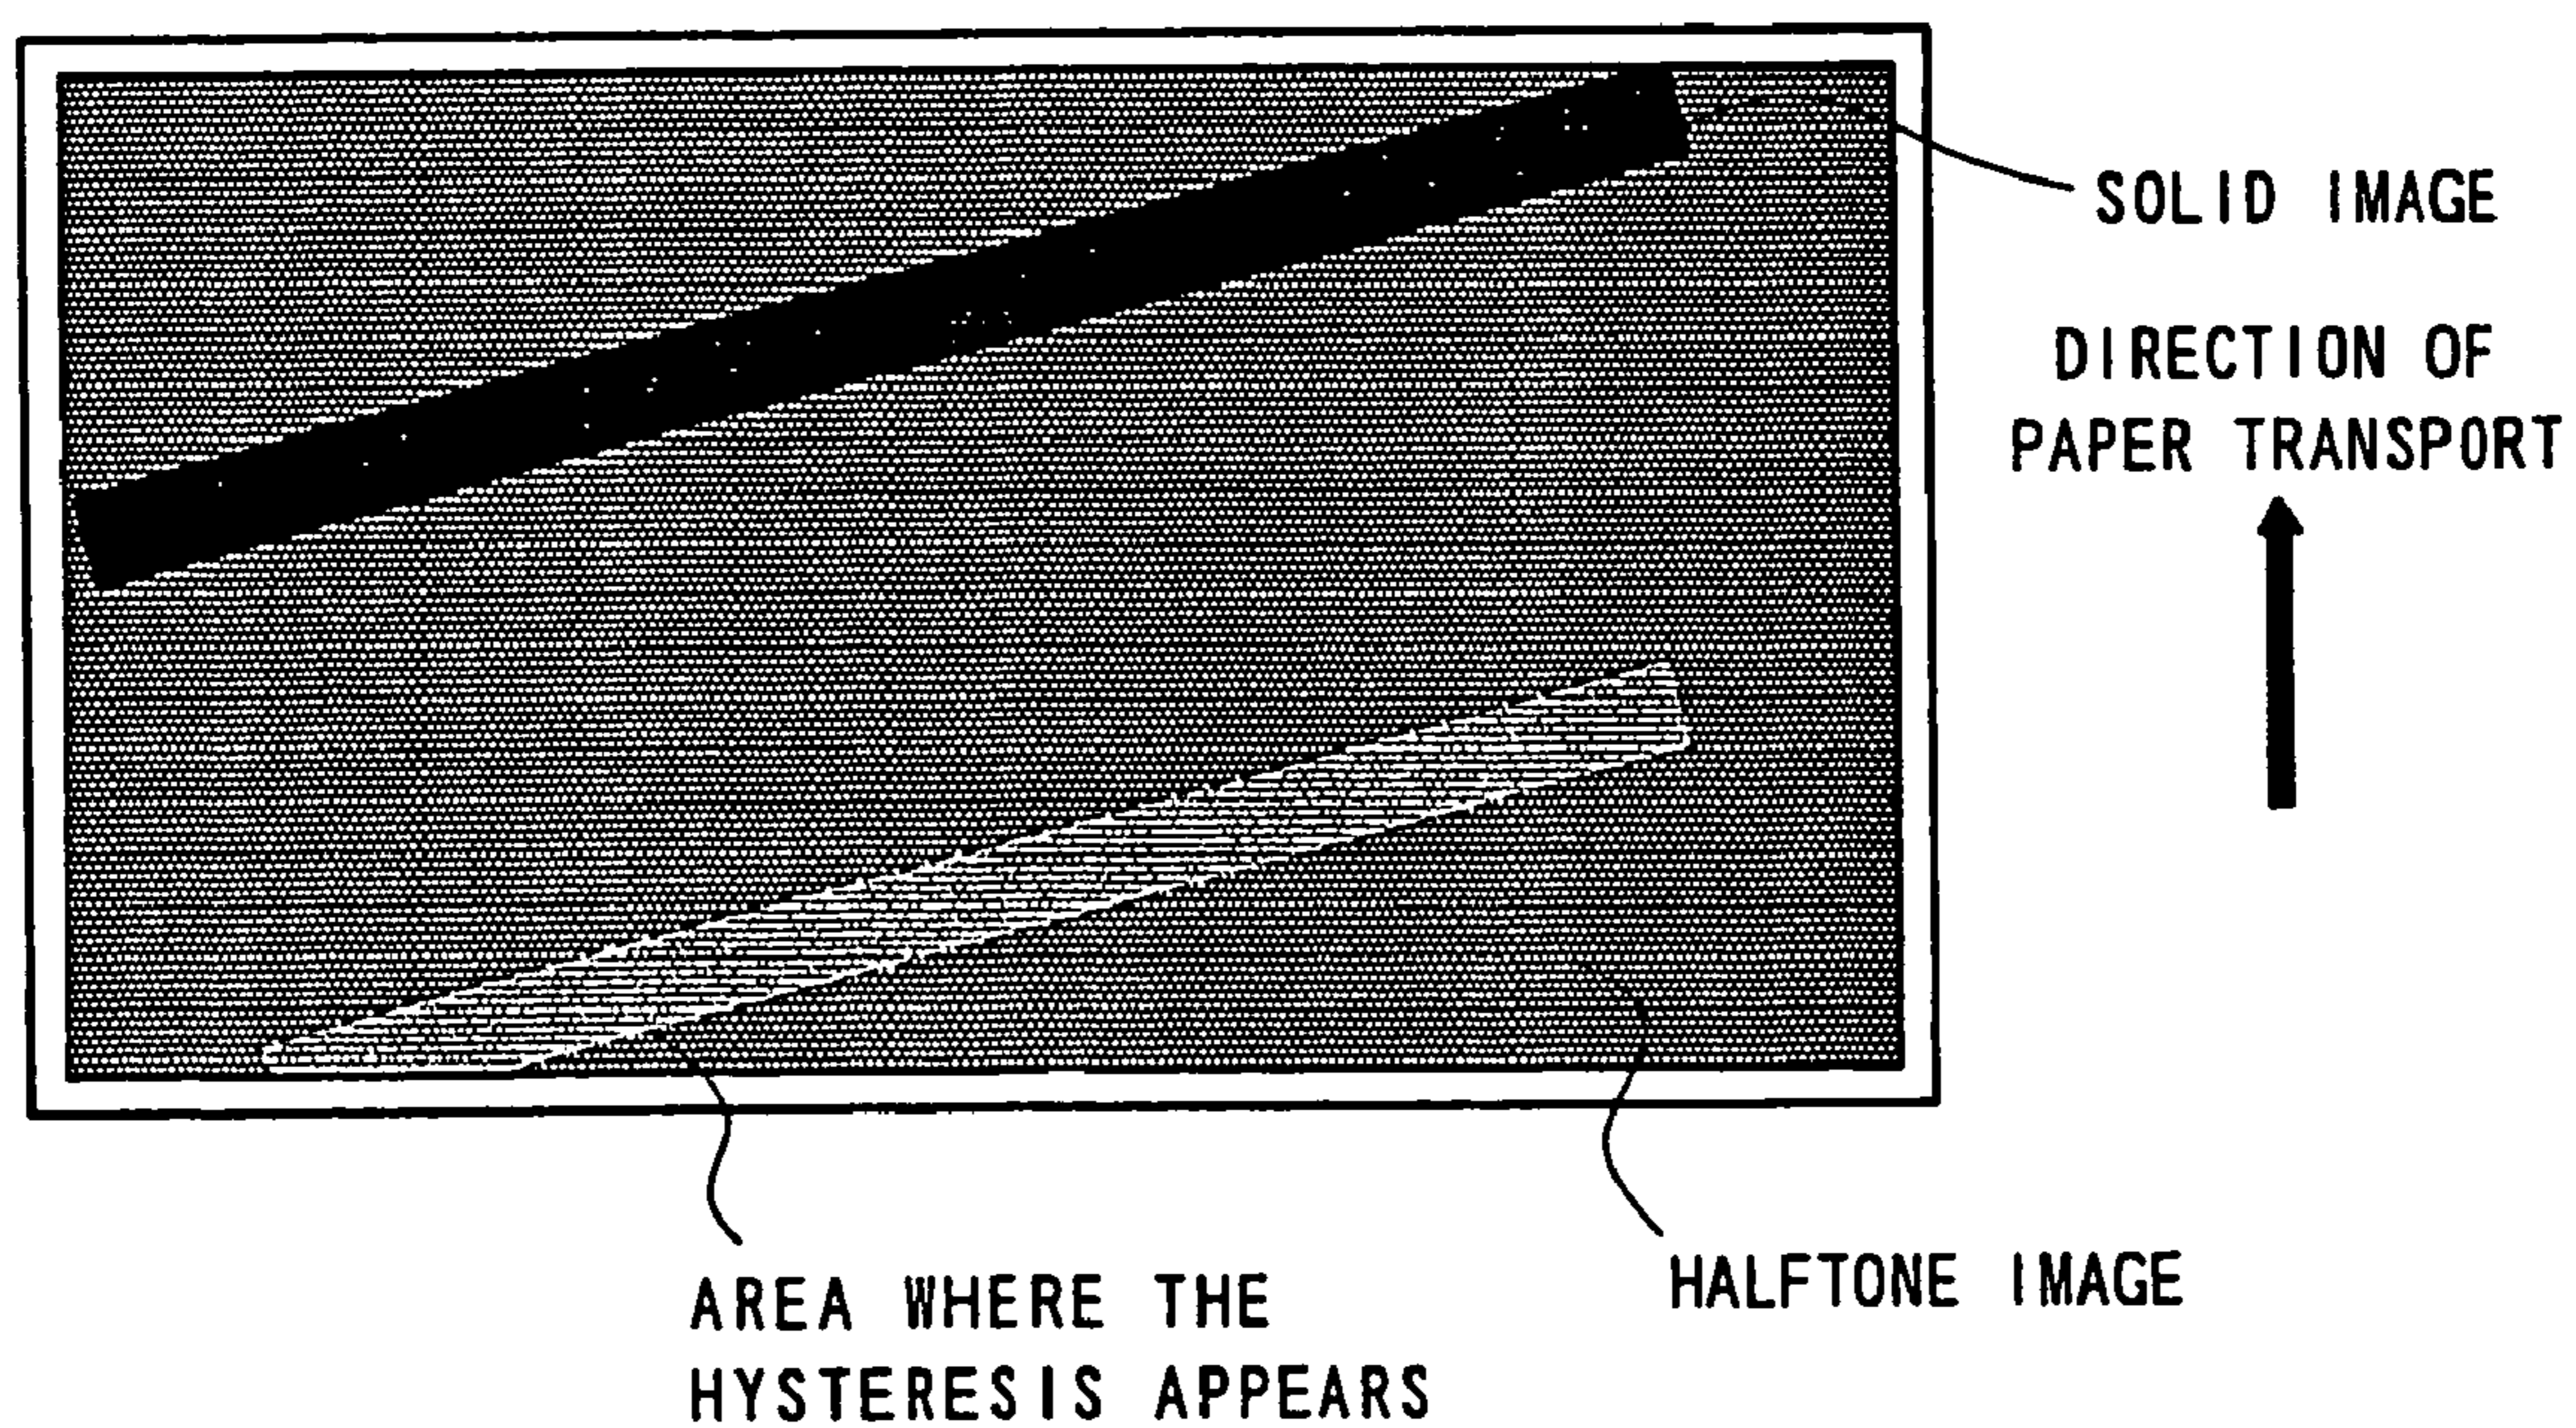 SOLID IMAGE
DIRECTION OF
PAPER TRANSPORT
AREA WHERE THE
HYSTERESIS APPEARS
HALFTONE IMAGE